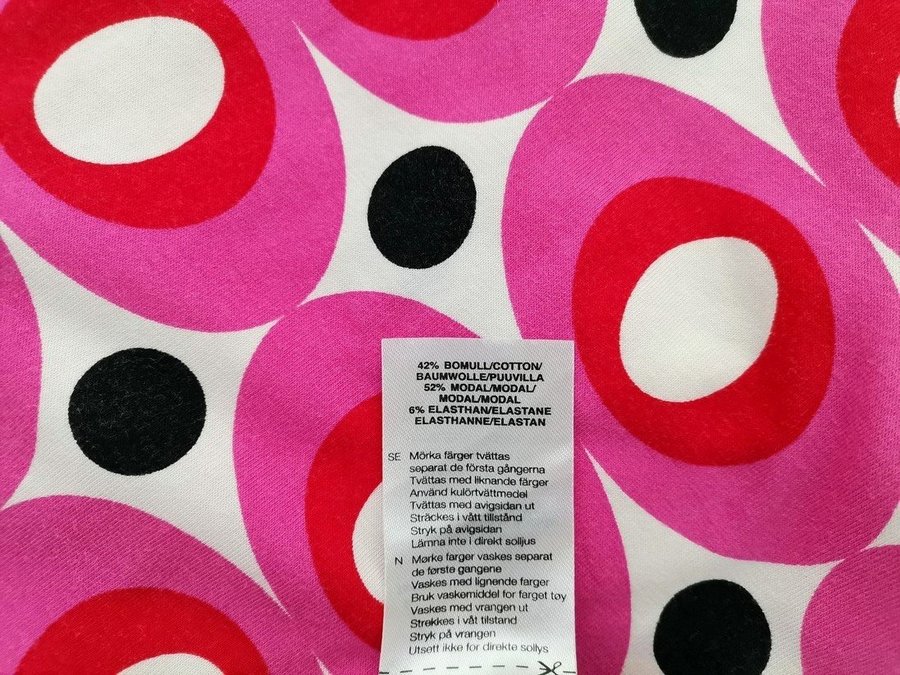 42% BOMULL/COTTON/
BAUMWOLLE/PUUVILLA
52% MODAL/MODAL/
MODAL/MODAL
6% ELASTHAN/ELASTANE
ELASTHANNE/ELASTAN
SE Mörka färger tvättas
separat de första gångerna
Tvättas med liknande färger
Använd kulörtvättmedel
Tvättas med avigsidan ut
Sträckes i vått tillstånd
Stryk på avigsidan
Lämna inte i direkt solljus
N Mørke farger vaskes separat
de første gangene
Vaskes med lignende farger
Bruk vaskemiddel for farget tøy
Vaskes med vrangen ut
Strekkes i våt tilstand
Stryk på vrangen
Utsett ikke for direkte sollys